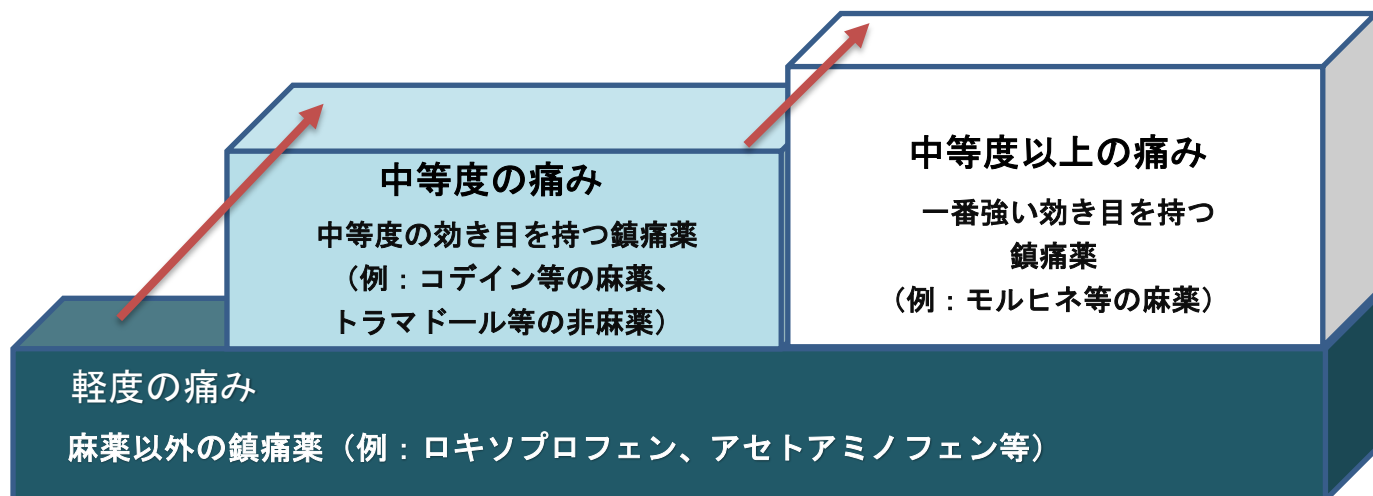 中等度の痛み
中等度の効き目を持つ鎮痛薬
（例：コデイン等の麻薬、
トラマドール等の非麻薬）
中等度以上の痛み
一番強い効き目を持つ
鎮痛薬
（例：モルヒネ等の麻薬）
軽度の痛み
麻薬以外の鎮痛薬（例：ロキソプロフェン、アセトアミノフェン等）